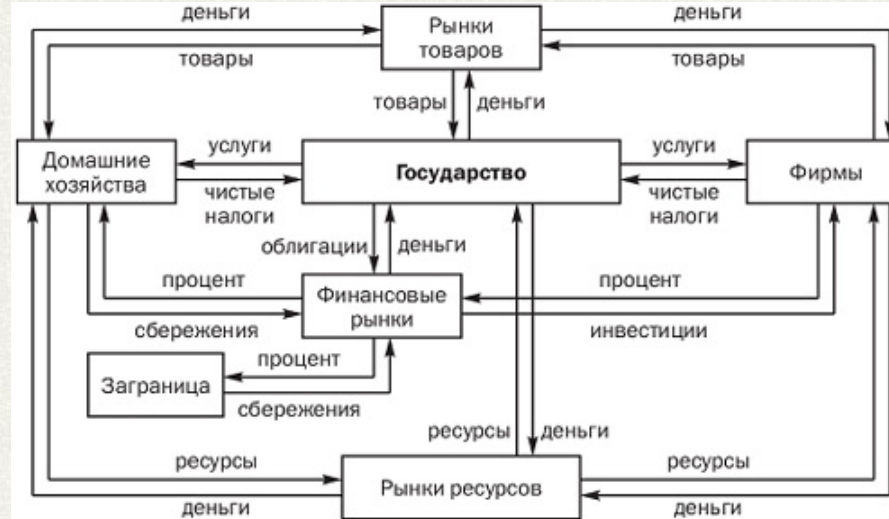 деньги
Рынки
товаров
деньги
товары
товары
товары
деньги
Домашние
хозяйства
услуги
Государство
услуги
Фирмы
чистые
налоги
чистые
налоги
облигации
деньги
процент
Финансовые
рынки
процент
сбережения
инвестиции
процент
Заграница
сбережения
ресурсы
деньги
ресурсы
Рынки ресурсов
ресурсы
деньги
деньги